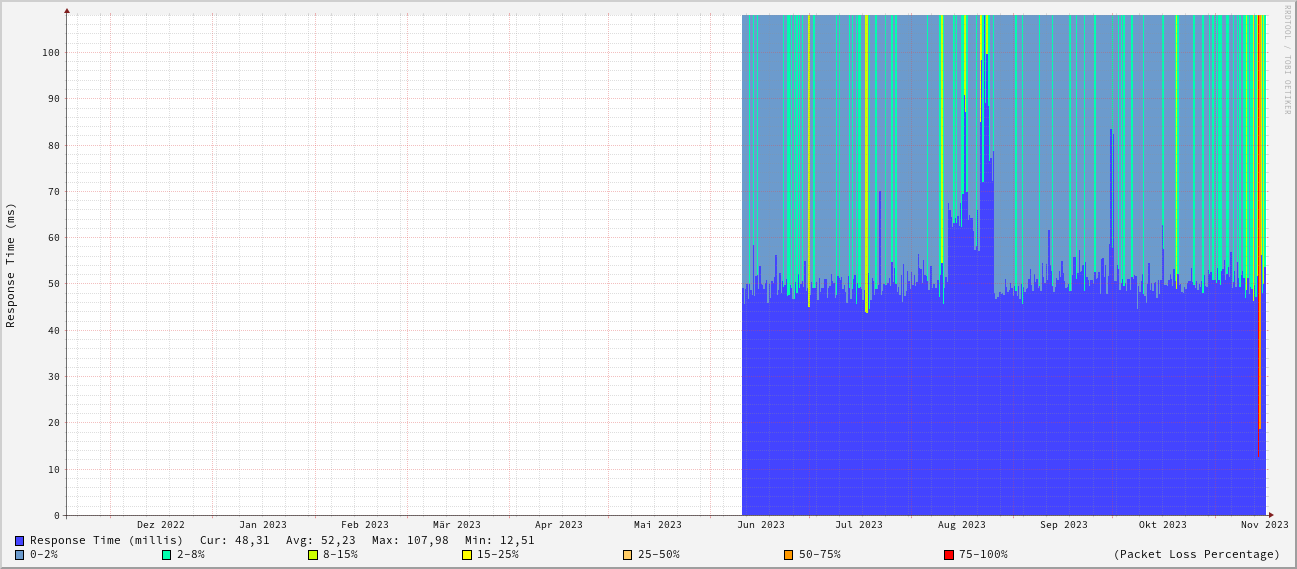 RRDTOOL / TOBI OETIKER
Response Time (ms)
100
90
80
70
60
50
40
30
20
10
0
Dez 2022 Jan 2023 Feb 2023 Mär 2023 Apr 2023 Mai 2023 Jun 2023 Jul 2023 Aug 2023 Sep 2023 Okt 2023 Nov 2023
Response Time (millis) Cur: 48,31 Avg: 52,23 Max: 107,98 Min: 12,51
0-2% 2-8% 8-15% 15-25% 25-50% 50-75% 75-100% (Packet Loss Percentage)